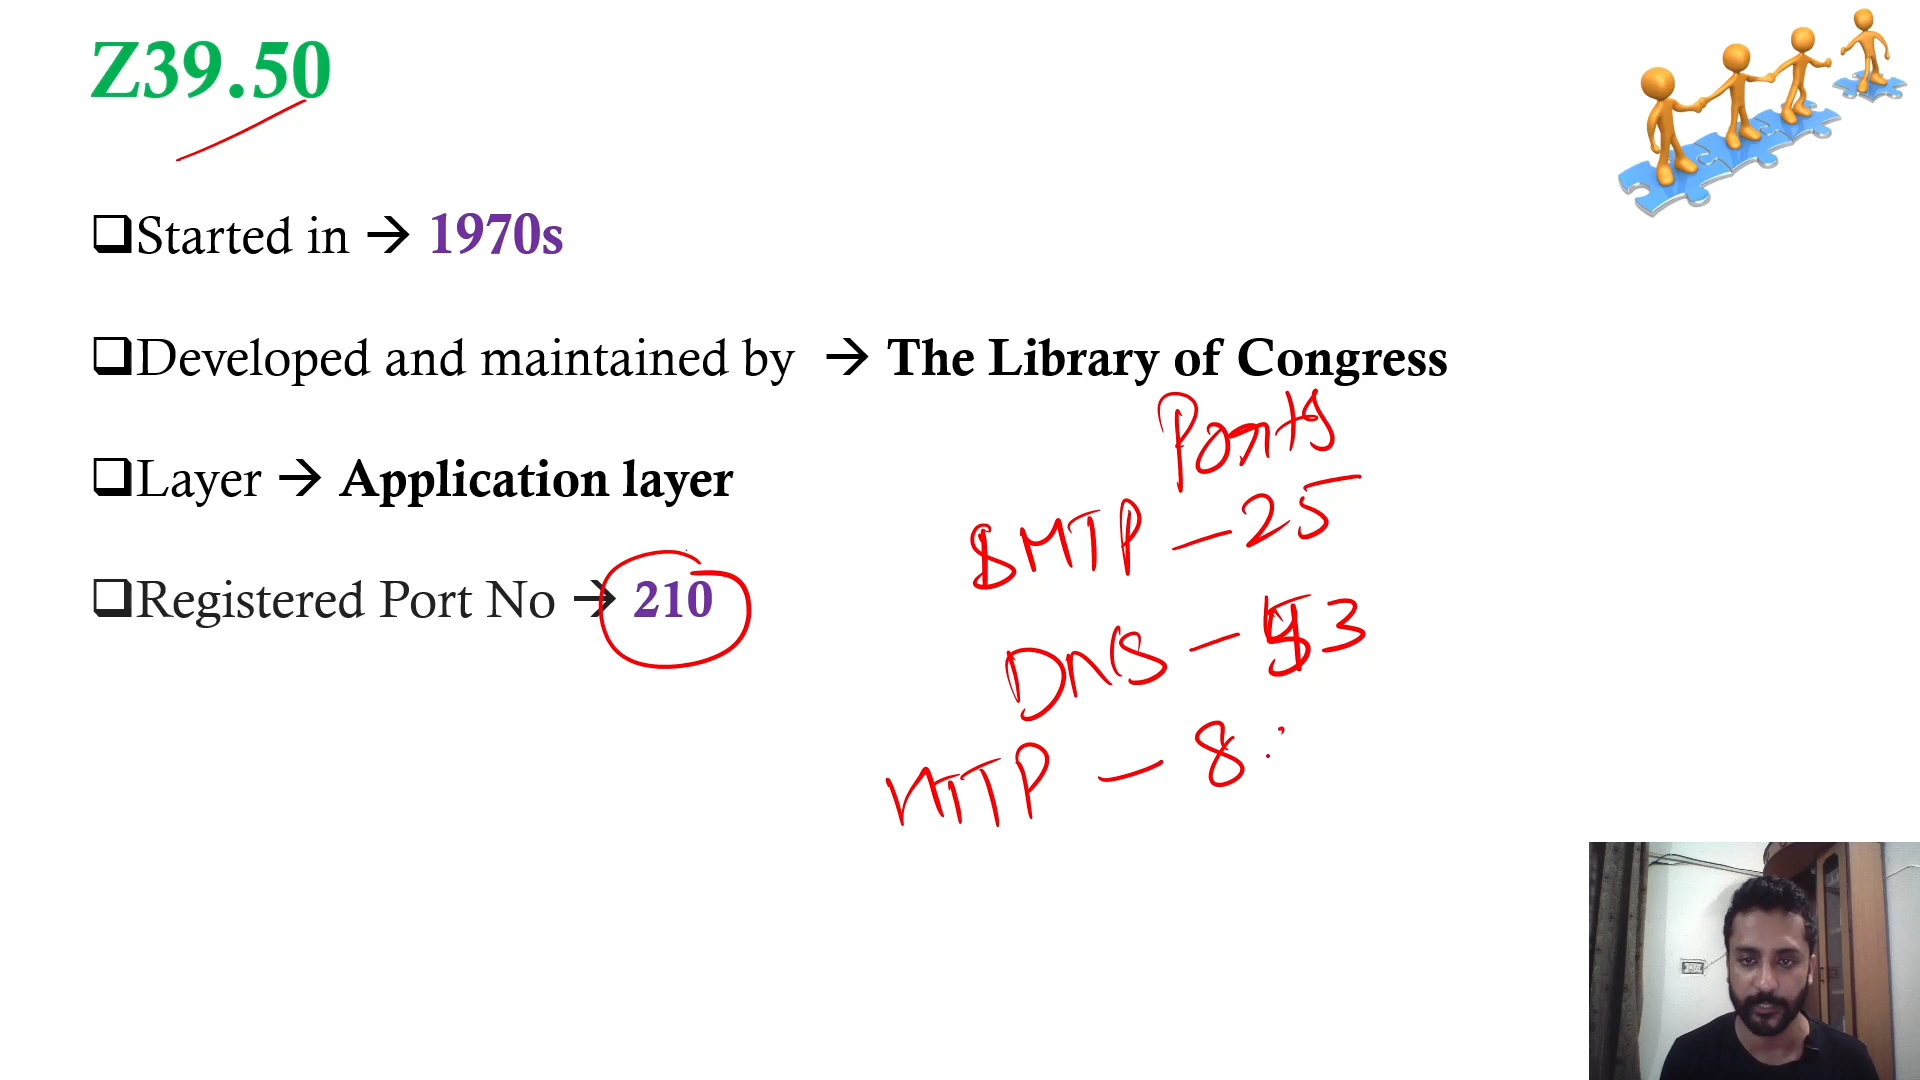 Z39.50
❑Started in → 1970s
❑Developed and maintained by → The Library of Congress
❑Layer → Application layer
❑Registered Port No → 210
Ports
SMTP — 25
DNS — 53
HTTP — 8